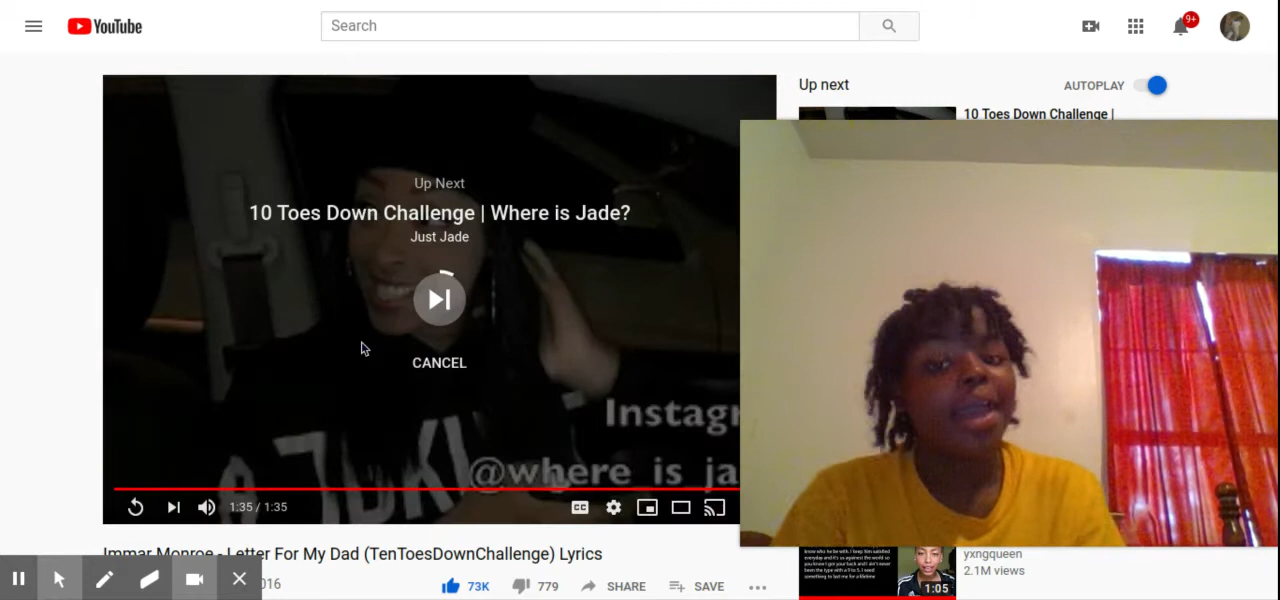 YouTube
Search
9+
Up next
AUTOPLAY
10 Toes Down Challenge |
Up Next
10 Toes Down Challenge | Where is Jade?
Just Jade
CANCEL
Instagr
@where_is_ja
1:35 / 1:35
CC
Immar Monroe - Letter For My Dad (TenToesDownChallenge) Lyrics
016
73K
779
SHARE
SAVE
yxngqueen
2.1M views
1:05